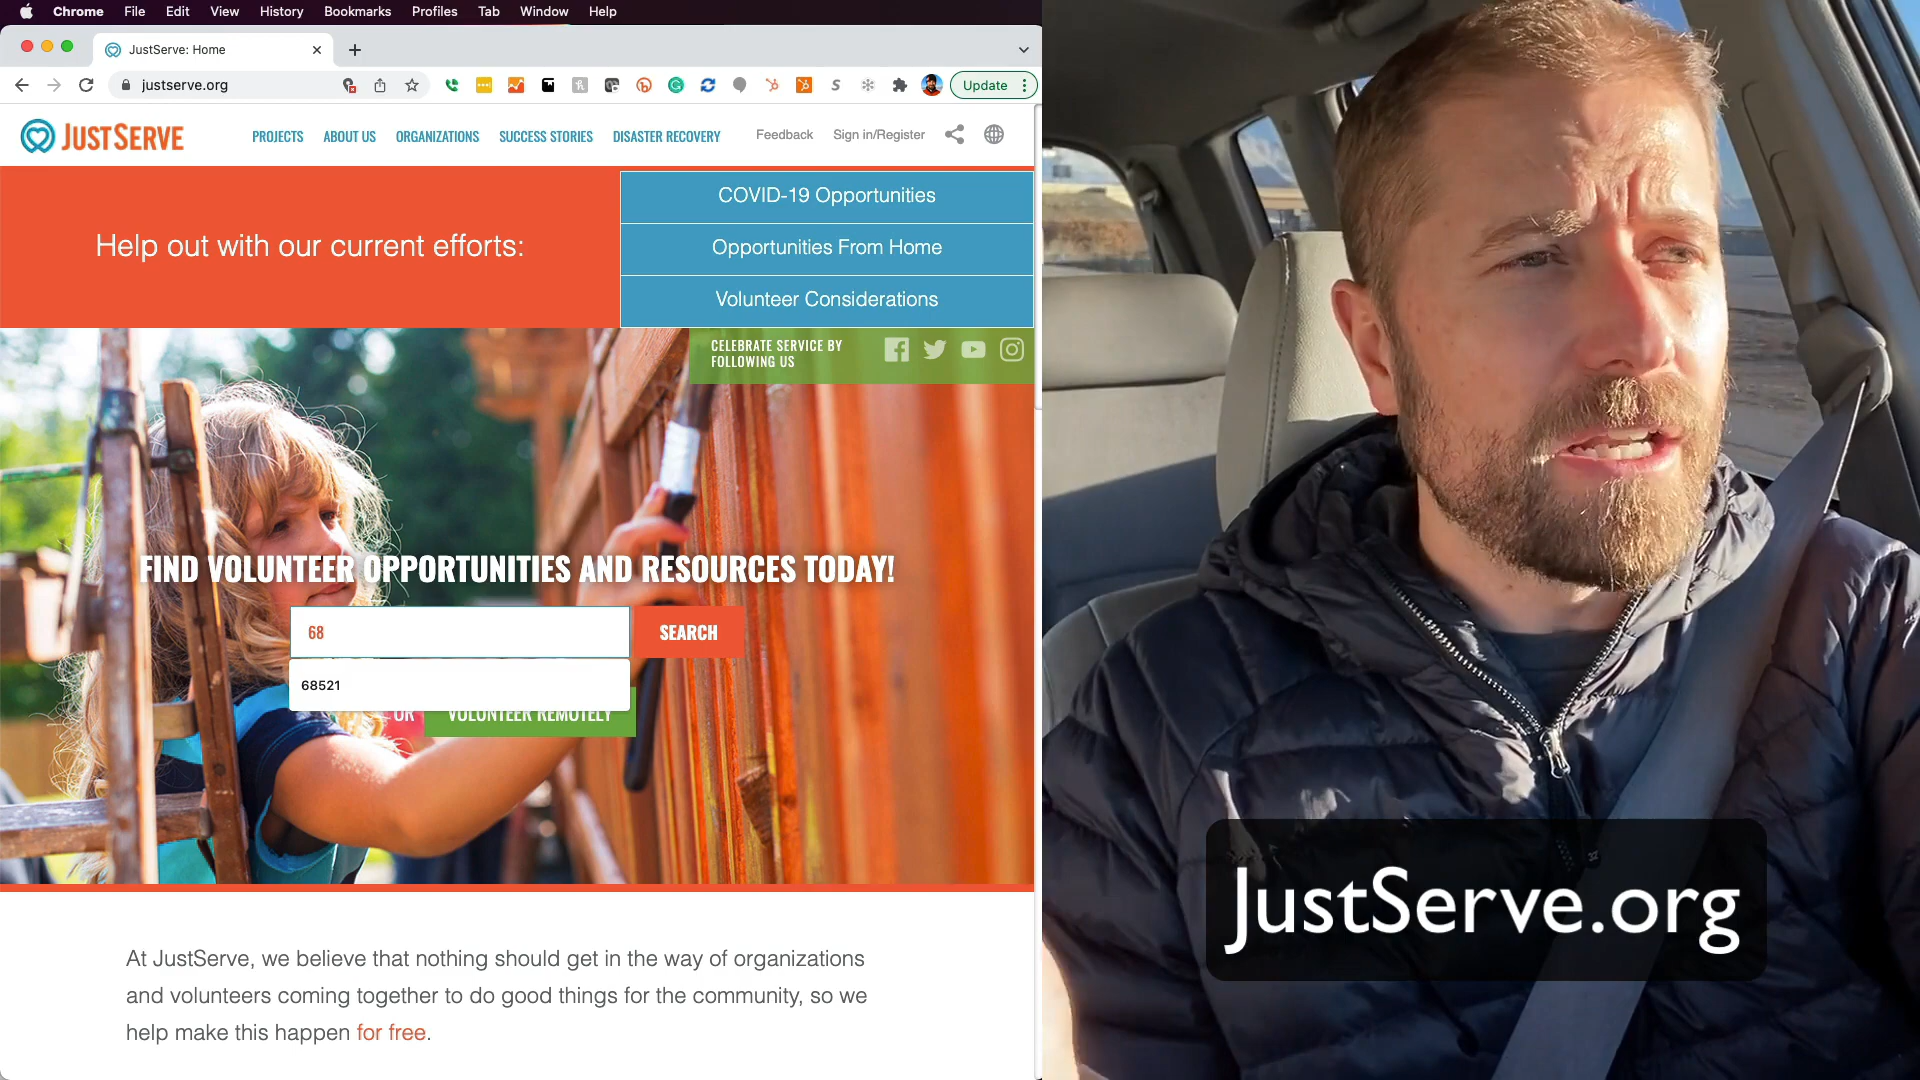 Chrome File Edit View History Bookmarks Profiles Tab Window Help
JustServe: Home
justserve.org
Update
JUSTSERVE
PROJECTS ABOUT US ORGANIZATIONS SUCCESS STORIES DISASTER RECOVERY Feedback Sign in/Register
Help out with our current efforts:
COVID-19 Opportunities
Opportunities From Home
Volunteer Considerations
CELEBRATE SERVICE BY
FOLLOWING US
FIND VOLUNTEER OPPORTUNITIES AND RESOURCES TODAY!
68
SEARCH
68521
OR VOLUNTEER REMOTELY
At JustServe, we believe that nothing should get in the way of organizations
and volunteers coming together to do good things for the community, so we
help make this happen for free.
JustServe.org